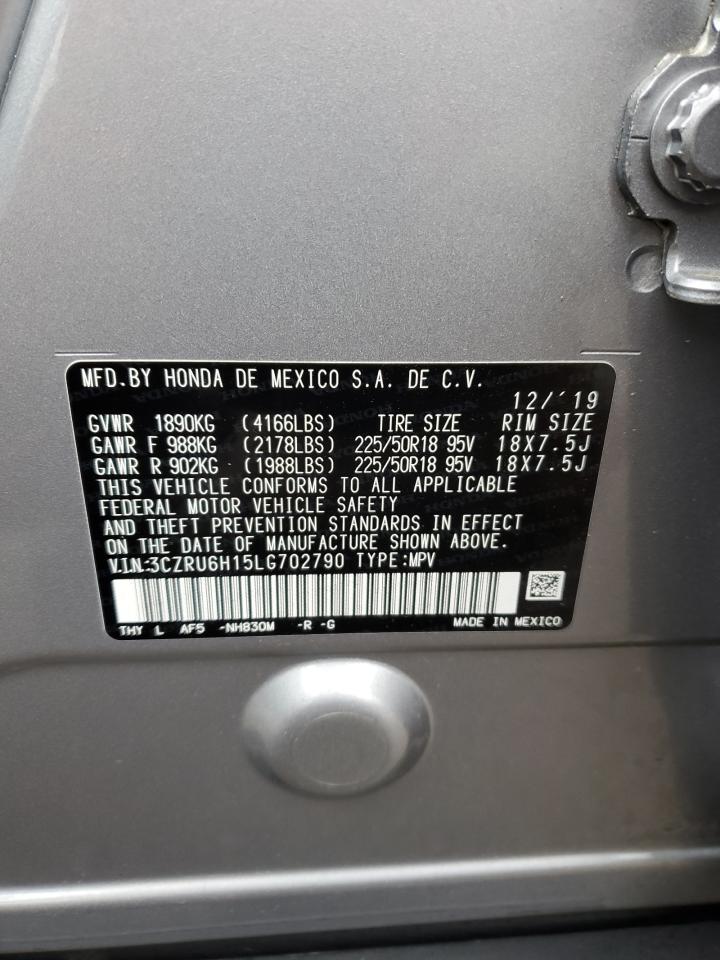 MFD.BY HONDA DE MEXICO S.A. DE C.V.
12/'19
GVWR 1890KG (4166LBS) TIRE SIZE RIM SIZE
GAWR F 988KG (2178LBS) 225/50R18 95V 18X7.5J
GAWR R 902KG (1988LBS) 225/50R18 95V 18X7.5J
THIS VEHICLE CONFORMS TO ALL APPLICABLE
FEDERAL MOTOR VEHICLE SAFETY
AND THEFT PREVENTION STANDARDS IN EFFECT
ON THE DATE OF MANUFACTURE SHOWN ABOVE.
V.I.N:3CZRU6H15LG702790 TYPE:MPV
THY L AF5 -NH830M -R -G MADE IN MEXICO